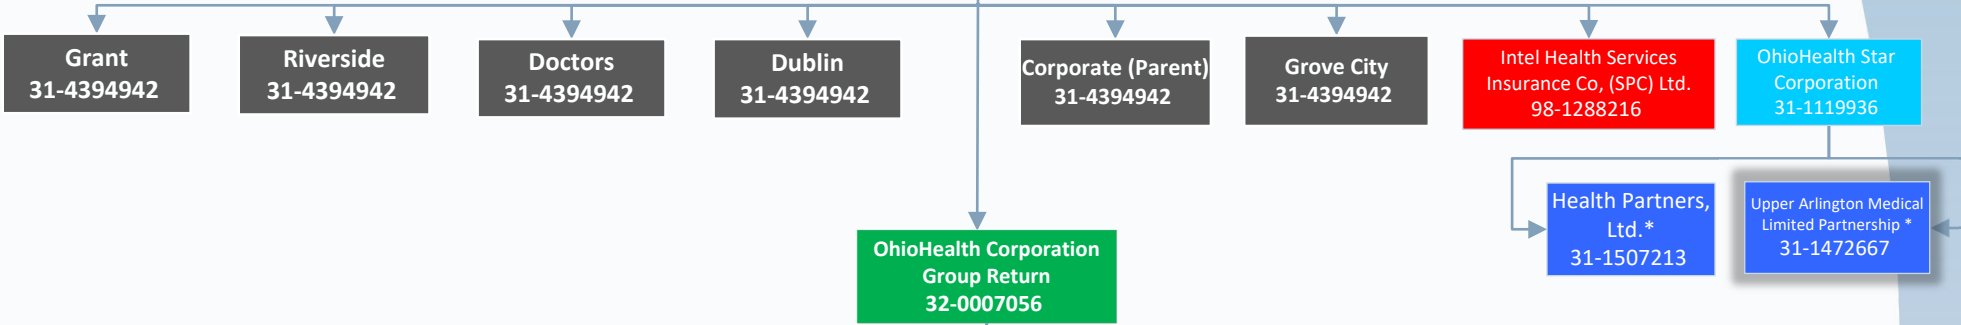 Grant
31-4394942
Riverside
31-4394942
Doctors
31-4394942
Dublin
31-4394942
Corporate (Parent)
31-4394942
Grove City
31-4394942
Intel Health Services
Insurance Co, (SPC) Ltd.
98-1288216
OhioHealth Star
Corporation
31-1119936
Health Partners,
Ltd.*
31-1507213
Upper Arlington Medical
Limited Partnership *
31-1472667
OhioHealth Corporation
Group Return
32-0007056